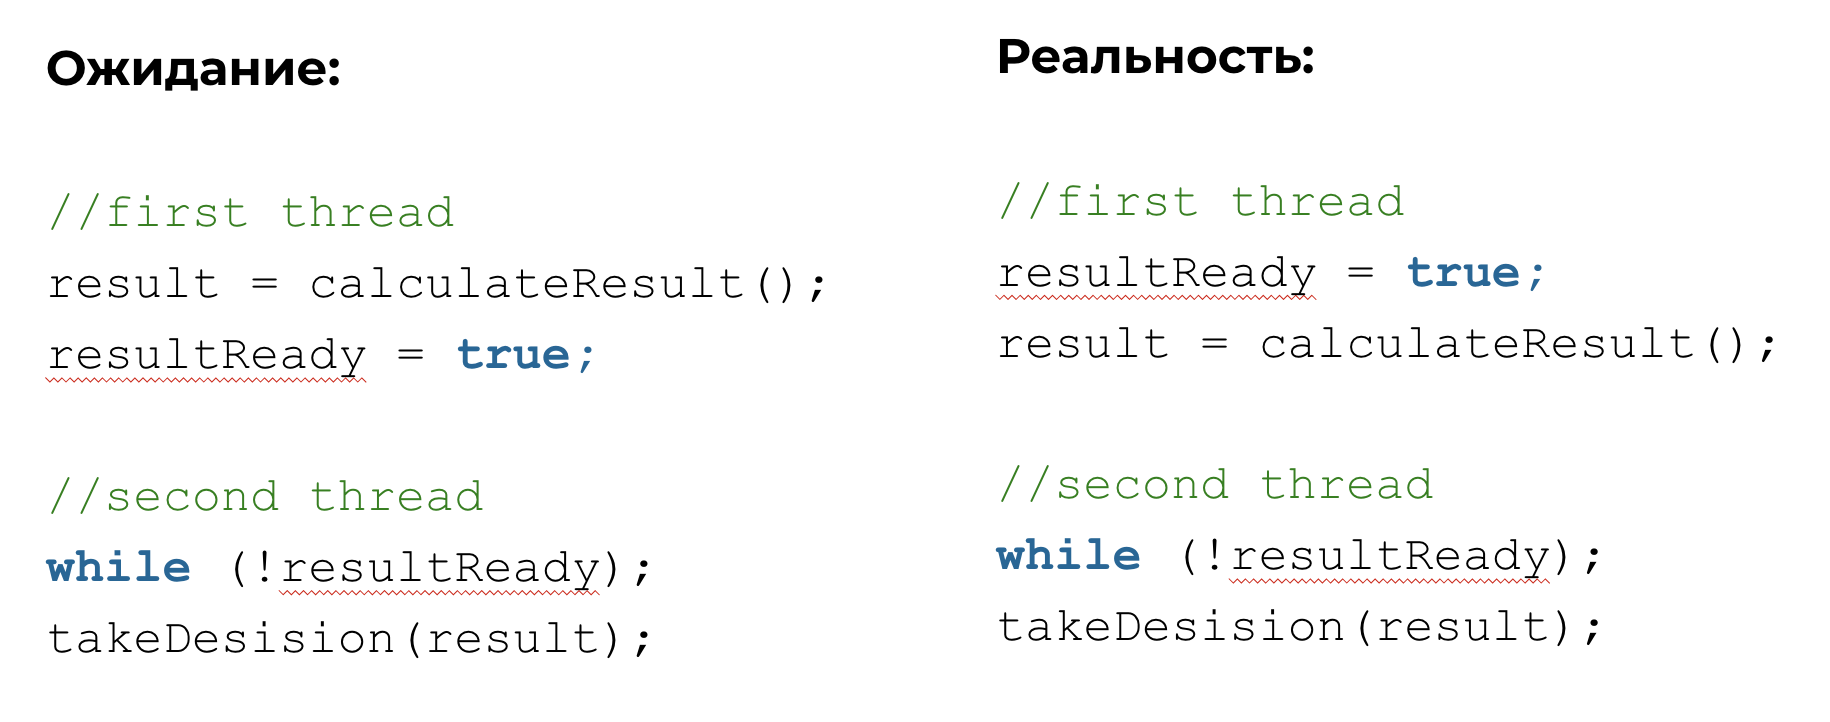 Ожидание:
//first thread
result = calculateResult();
resultReady = true;
//second thread
while (!resultReady);
takeDesision(result);
Реальность:
//first thread
resultReady = true;
result = calculateResult();
//second thread
while (!resultReady);
takeDesision(result);